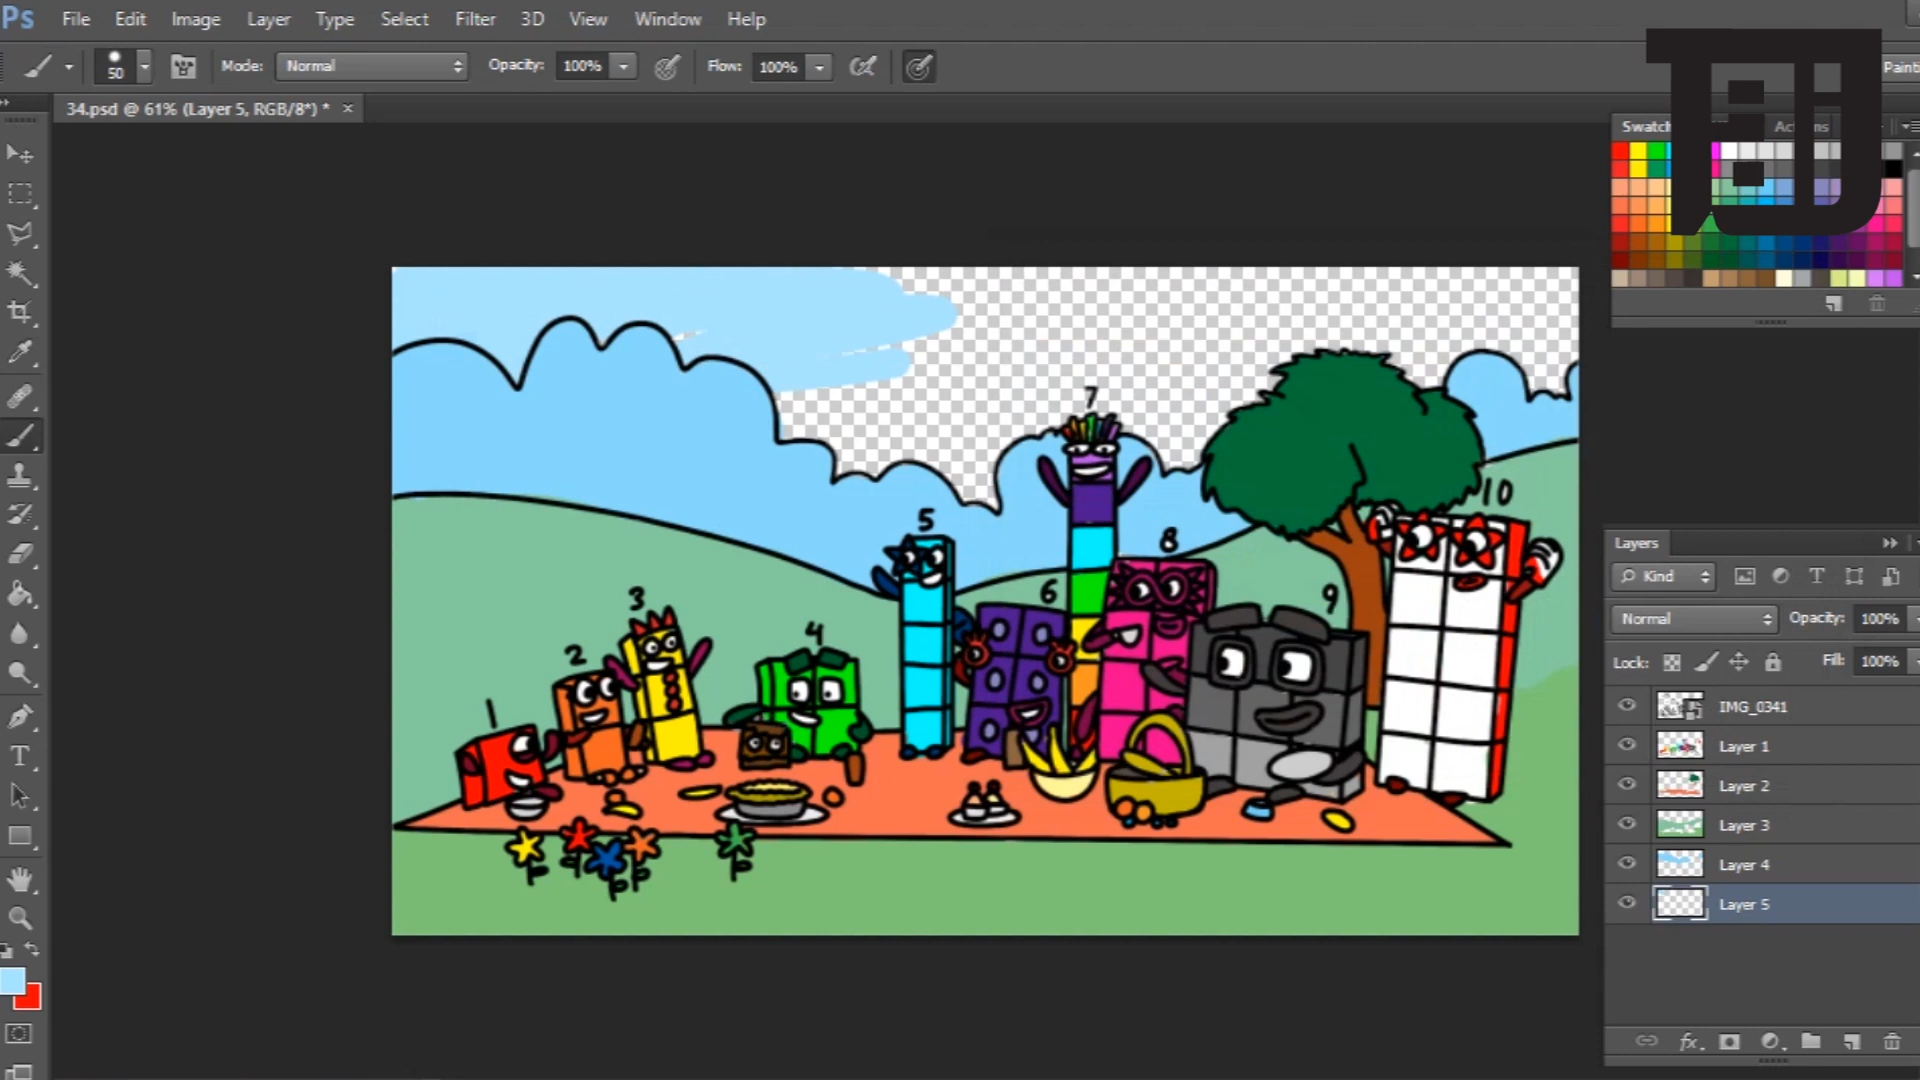 Ps File Edit Image Layer Type Select Filter 3D View Window Help
50 Mode: Normal Opacity: 100% Flow: 100%
34.psd @ 61% (Layer 5, RGB/8*) * ×
7
10
5
8
6
9
3
4
2
1
Layers
Kind
Normal Opacity: 100%
Lock: Fill: 100%
IMG_0341
Layer 1
Layer 2
Layer 3
Layer 4
Layer 5
fx